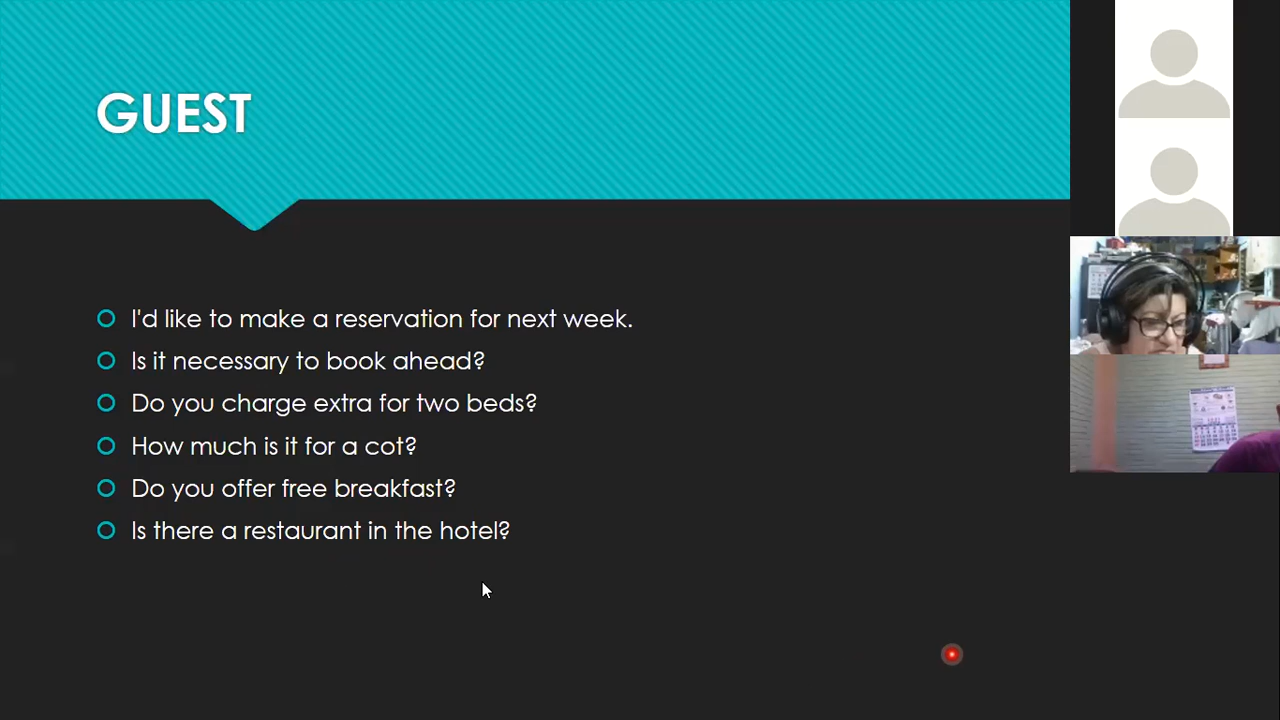 GUEST
I'd like to make a reservation for next week.
Is it necessary to book ahead?
Do you charge extra for two beds?
How much is it for a cot?
Do you offer free breakfast?
Is there a restaurant in the hotel?